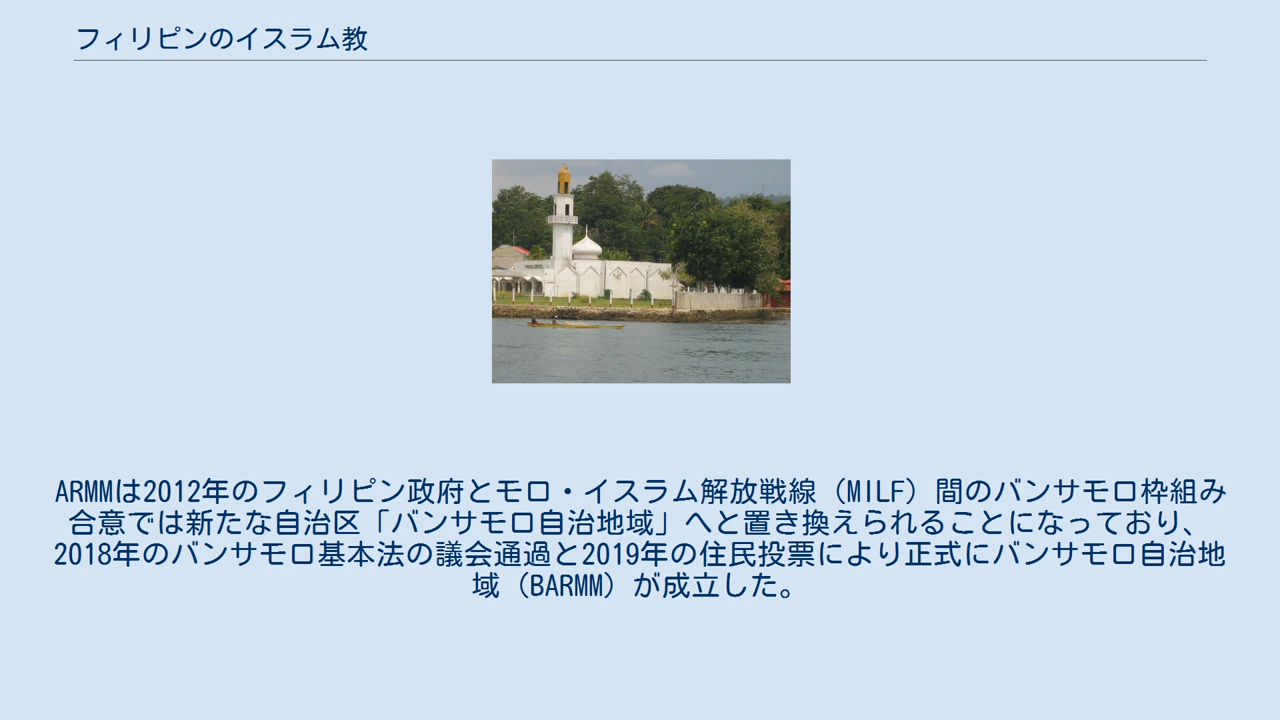 フィリピンのイスラム教
ARMMは2012年のフィリピン政府とモロ・イスラム解放戦線（MILF）間のバンサモロ枠組み
合意では新たな自治区「バンサモロ自治地域」へと置き換えられることになっており、
2018年のバンサモロ基本法の議会通過と2019年の住民投票により正式にバンサモロ自治地
域（BARMM）が成立した。